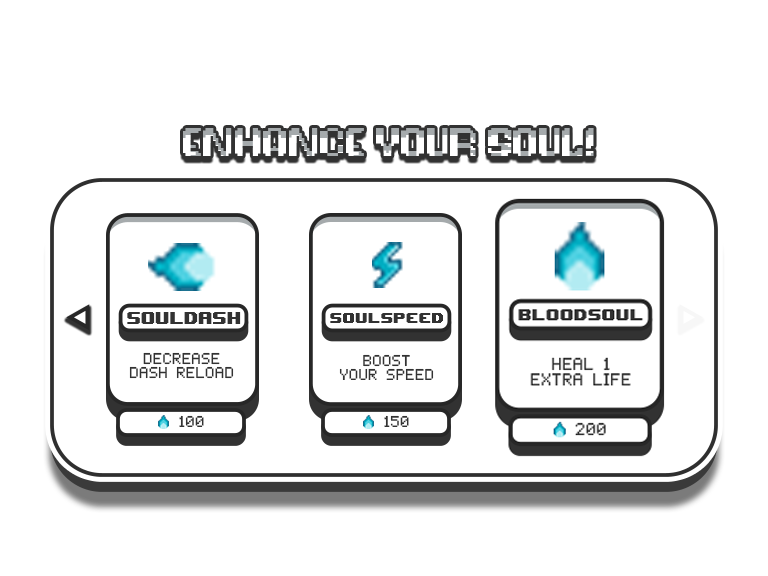 ENHANCE YOUR SOUL!
SOULDASH
DECREASE
DASH RELOAD
100
SOULSPEED
BOOST
YOUR SPEED
150
BLOODSOUL
HEAL 1
EXTRA LIFE
200